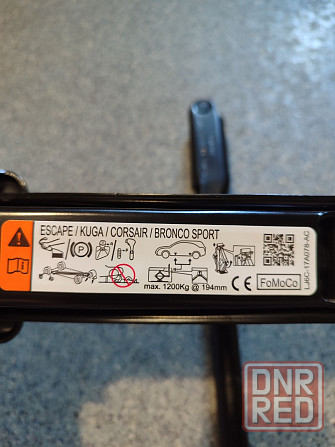 ESCAPE / KUGA / CORSAIR / BRONCO SPORT
P
max. 1200Kg @ 194mm
CE
FoMoCo
LJ6C-17A078-AC
DNR
RED